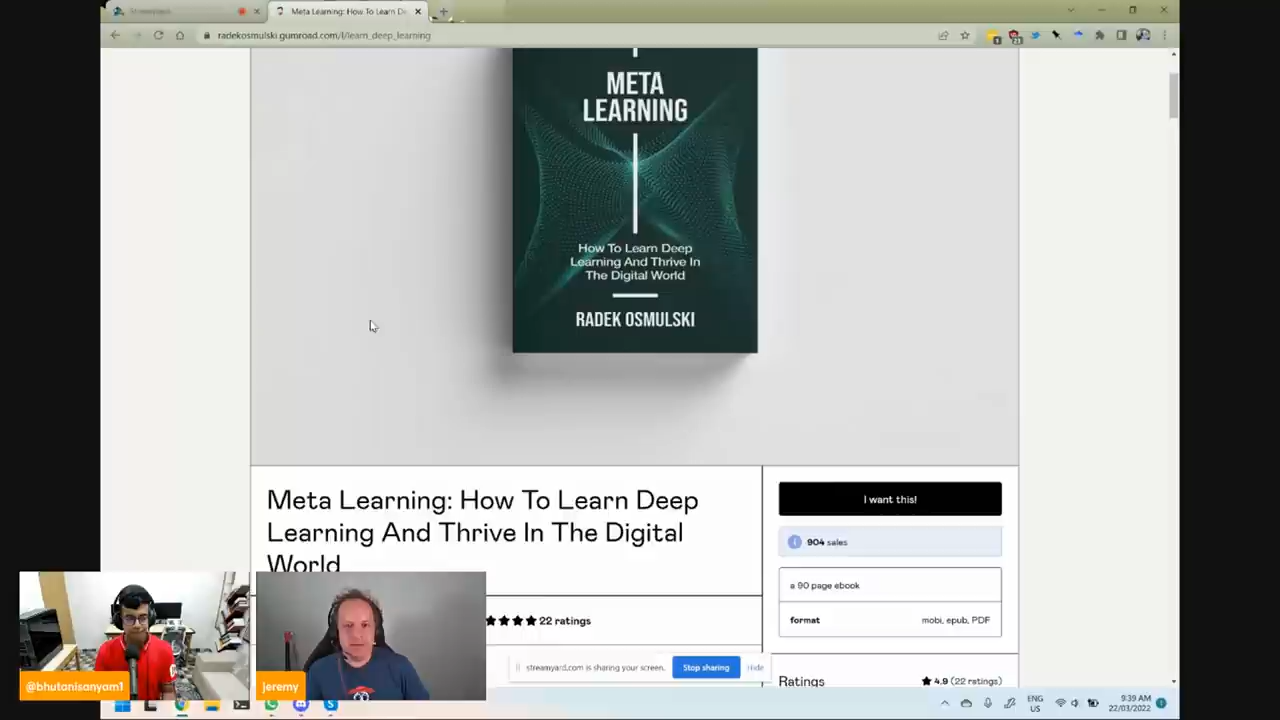 Meta Learning: How To Learn De
radekosmulski.gumroad.com/l/learn_deep_learning
META
LEARNING
How To Learn Deep
Learning And Thrive In
The Digital World
RADEK OSMULSKI
Meta Learning: How To Learn Deep
Learning And Thrive In The Digital
World
22 ratings
I want this!
904 sales
a 90 page ebook
format mobi, epub, PDF
Ratings ★ 4.9 (22 ratings)
streamyard.com is sharing your screen. Stop sharing Hide
@bhutanisanyam1
jeremy
ENG
US
9:39 AM
22/03/2022